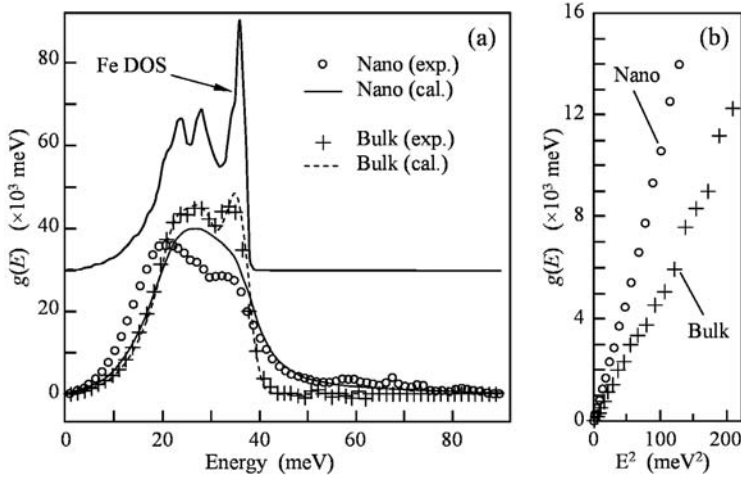 (a)
Fe DOS
Nano (exp.)
Nano (cal.)
Bulk (exp.)
Bulk (cal.)
g(E) (×10³ meV)
80
60
40
20
0
0 20 40 60 80
Energy (meV)
(b)
Nano
Bulk
g(E) (×10³ meV)
16
12
8
4
0
0 100 200
E² (meV²)